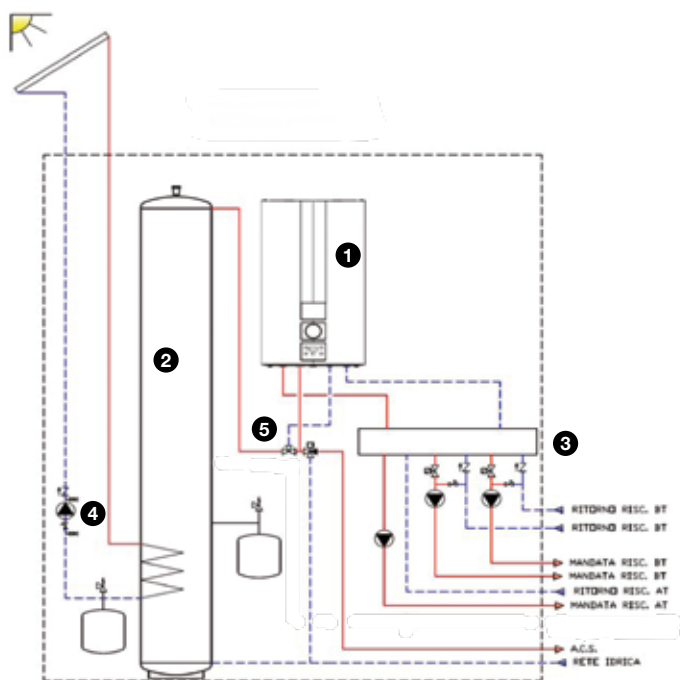 1
2
5
3
4
RITORNO RISC. BT
RITORNO RISC. BT
MANDATA RISC. BT
MANDATA RISC. BT
RITORNO RISC. AT
MANDATA RISC. AT
A.C.S.
RETE IDRICA